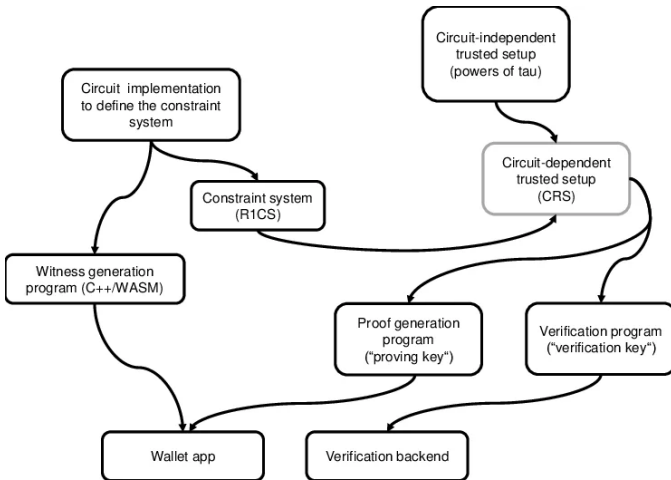 Circuit-independent
trusted setup
(powers of tau)
Circuit implementation
to define the constraint
system
Circuit-dependent
trusted setup
(CRS)
Constraint system
(R1CS)
Witness generation
program (C++/WASM)
Proof generation
program
(“proving key“)
Verification program
(“verification key“)
Wallet app
Verification backend